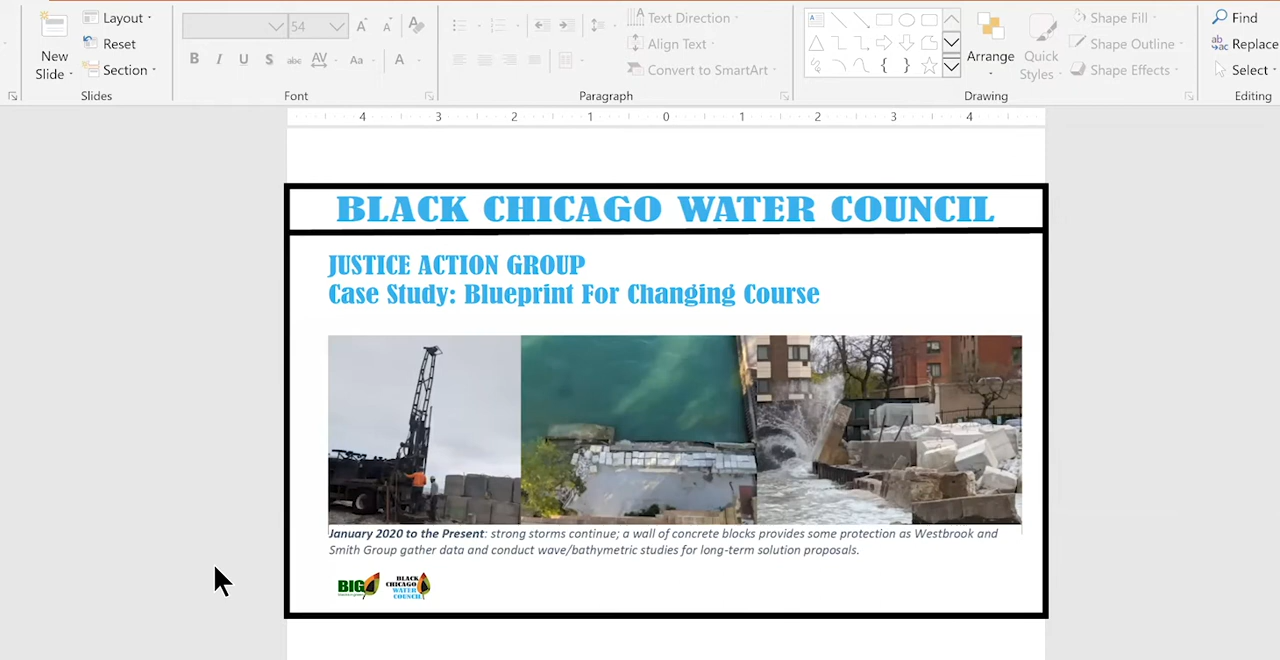 Layout
Reset
Section
New
Slide
Slides
54
B I U S abc AV Aa A
Font
Paragraph
Text Direction
Align Text
Convert to SmartArt
Arrange
Quick
Styles
Shape Fill
Shape Outline
Shape Effects
Drawing
Find
Replace
Select
Editing
4 3 2 1 0 1 2 3 4
BLACK CHICAGO WATER COUNCIL
JUSTICE ACTION GROUP
Case Study: Blueprint For Changing Course
January 2020 to the Present: strong storms continue; a wall of concrete blocks provides some protection as Westbrook and
Smith Group gather data and conduct wave/bathymetric studies for long-term solution proposals.
BIG
BLACK
CHICAGO
WATER
COUNCIL